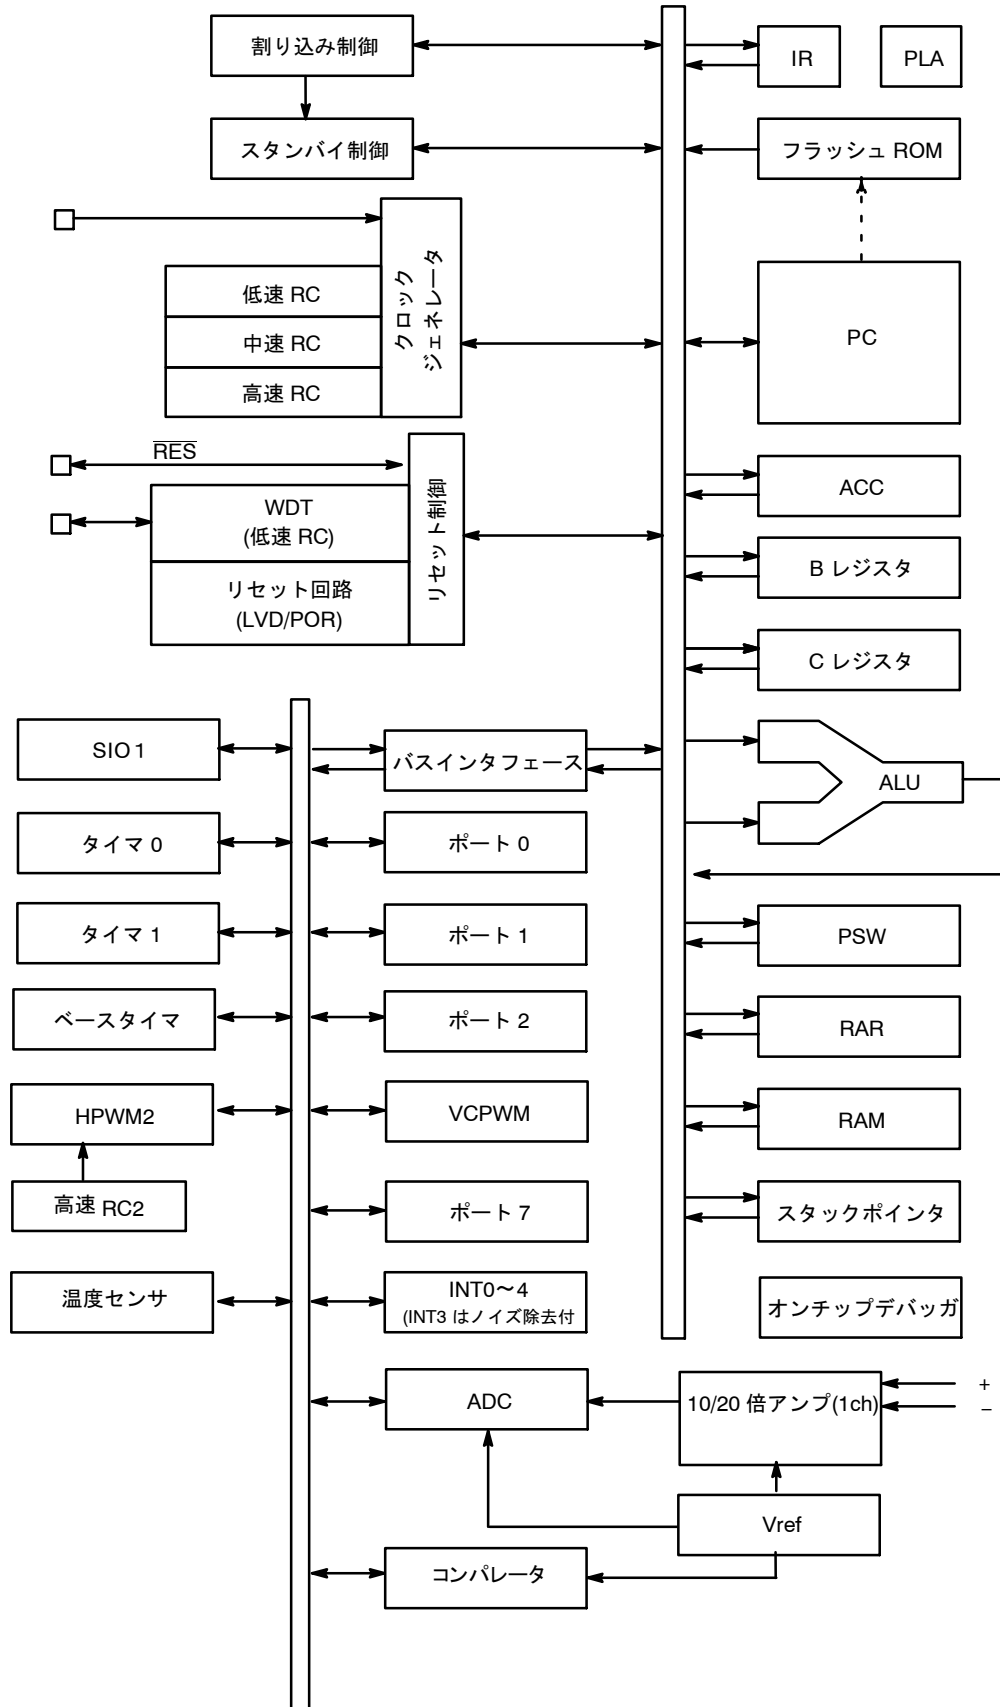 割り込み制御
IR
PLA
スタンバイ制御
フラッシュ ROM
クロック
ジェネレータ
低速 RC
中速 RC
高速 RC
PC
RES
リセット制御
WDT
(低速 RC)
リセット回路
(LVD/POR)
ACC
B レジスタ
C レジスタ
SIO1
バスインタフェース
ALU
タイマ 0
ポート 0
タイマ 1
ポート 1
PSW
ベースタイマ
ポート 2
RAR
HPWM2
VCPWM
RAM
高速 RC2
ポート 7
スタックポインタ
温度センサ
INT0～4
(INT3 はノイズ除去付
オンチップデバッガ
ADC
10/20 倍アンプ(1ch)
+
−
Vref
コンパレータ